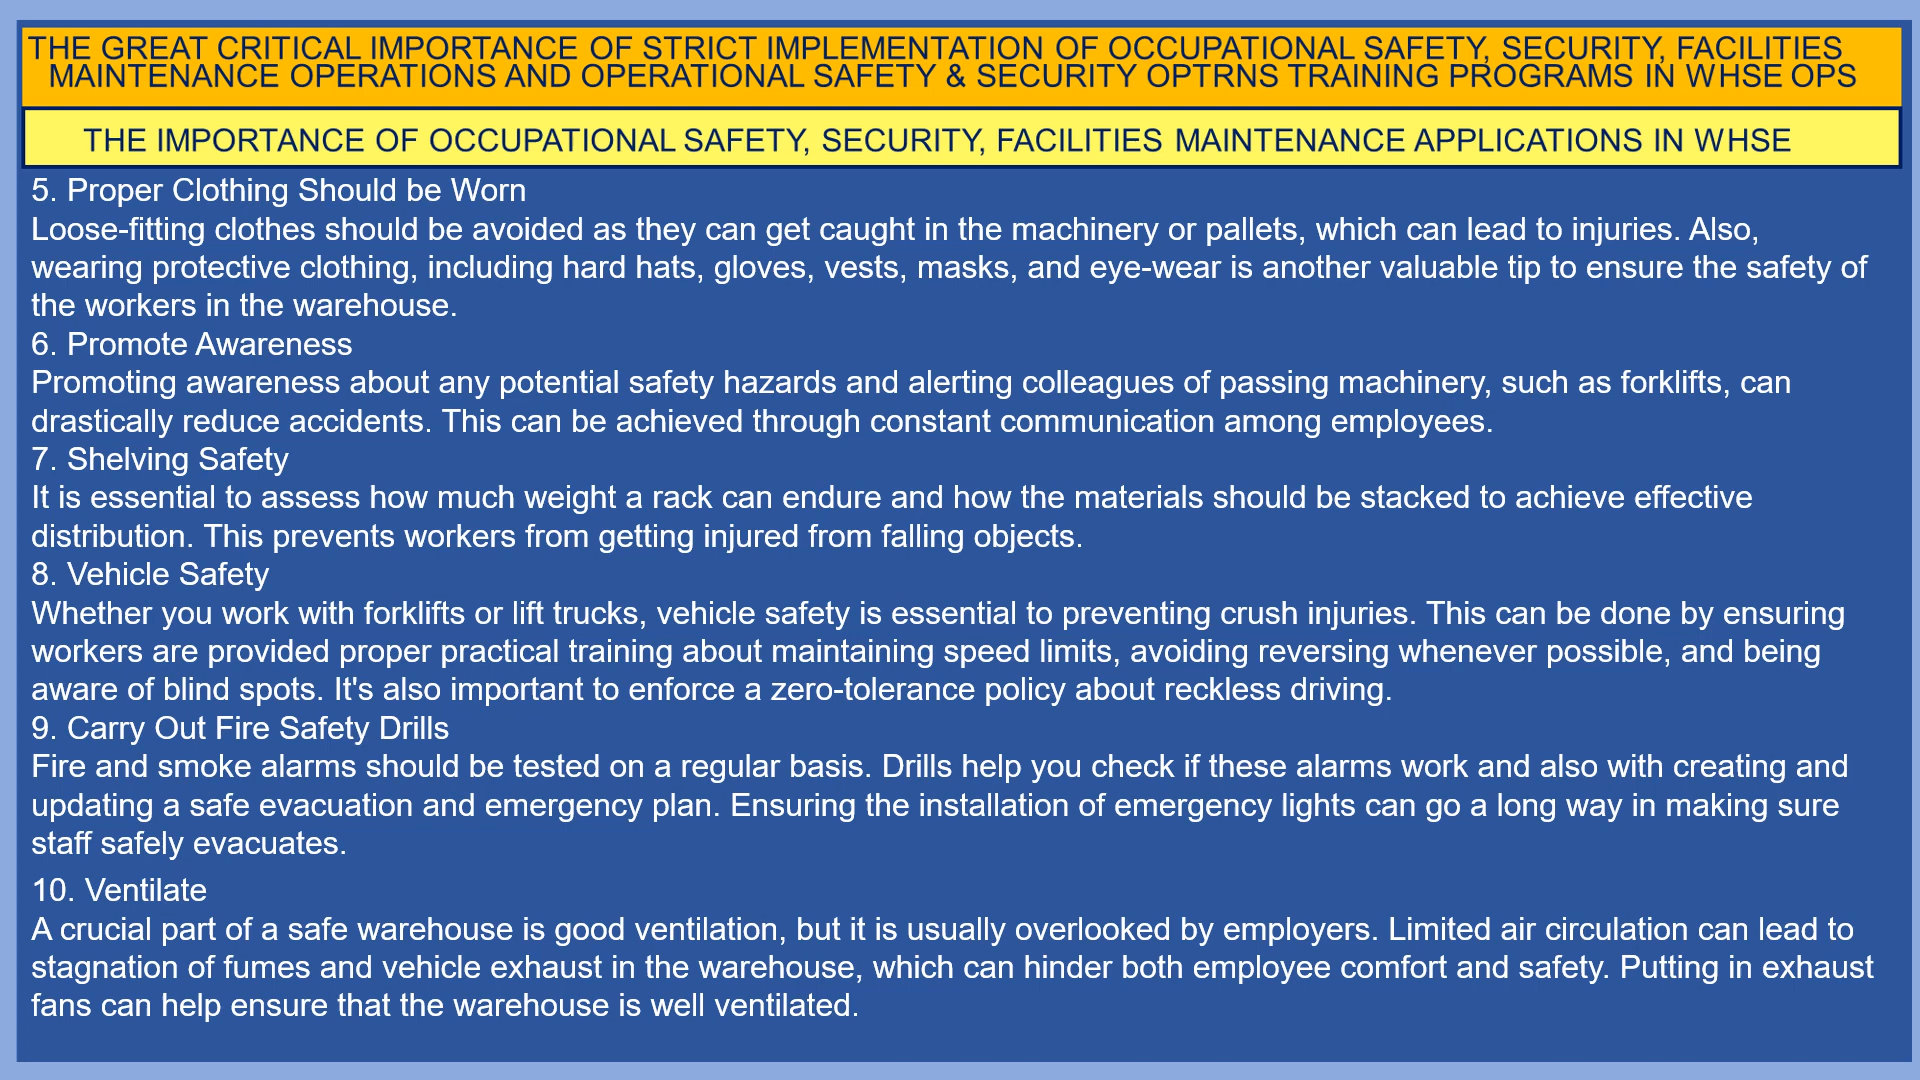 THE GREAT CRITICAL IMPORTANCE OF STRICT IMPLEMENTATION OF OCCUPATIONAL SAFETY, SECURITY, FACILITIES
MAINTENANCE OPERATIONS AND OPERATIONAL SAFETY & SECURITY OPTRNS TRAINING PROGRAMS IN WHSE OPS
THE IMPORTANCE OF OCCUPATIONAL SAFETY, SECURITY, FACILITIES MAINTENANCE APPLICATIONS IN WHSE
5. Proper Clothing Should be Worn
Loose-fitting clothes should be avoided as they can get caught in the machinery or pallets, which can lead to injuries. Also,
wearing protective clothing, including hard hats, gloves, vests, masks, and eye-wear is another valuable tip to ensure the safety of
the workers in the warehouse.
6. Promote Awareness
Promoting awareness about any potential safety hazards and alerting colleagues of passing machinery, such as forklifts, can
drastically reduce accidents. This can be achieved through constant communication among employees.
7. Shelving Safety
It is essential to assess how much weight a rack can endure and how the materials should be stacked to achieve effective
distribution. This prevents workers from getting injured from falling objects.
8. Vehicle Safety
Whether you work with forklifts or lift trucks, vehicle safety is essential to preventing crush injuries. This can be done by ensuring
workers are provided proper practical training about maintaining speed limits, avoiding reversing whenever possible, and being
aware of blind spots. It's also important to enforce a zero-tolerance policy about reckless driving.
9. Carry Out Fire Safety Drills
Fire and smoke alarms should be tested on a regular basis. Drills help you check if these alarms work and also with creating and
updating a safe evacuation and emergency plan. Ensuring the installation of emergency lights can go a long way in making sure
staff safely evacuates.
10. Ventilate
A crucial part of a safe warehouse is good ventilation, but it is usually overlooked by employers. Limited air circulation can lead to
stagnation of fumes and vehicle exhaust in the warehouse, which can hinder both employee comfort and safety. Putting in exhaust
fans can help ensure that the warehouse is well ventilated.